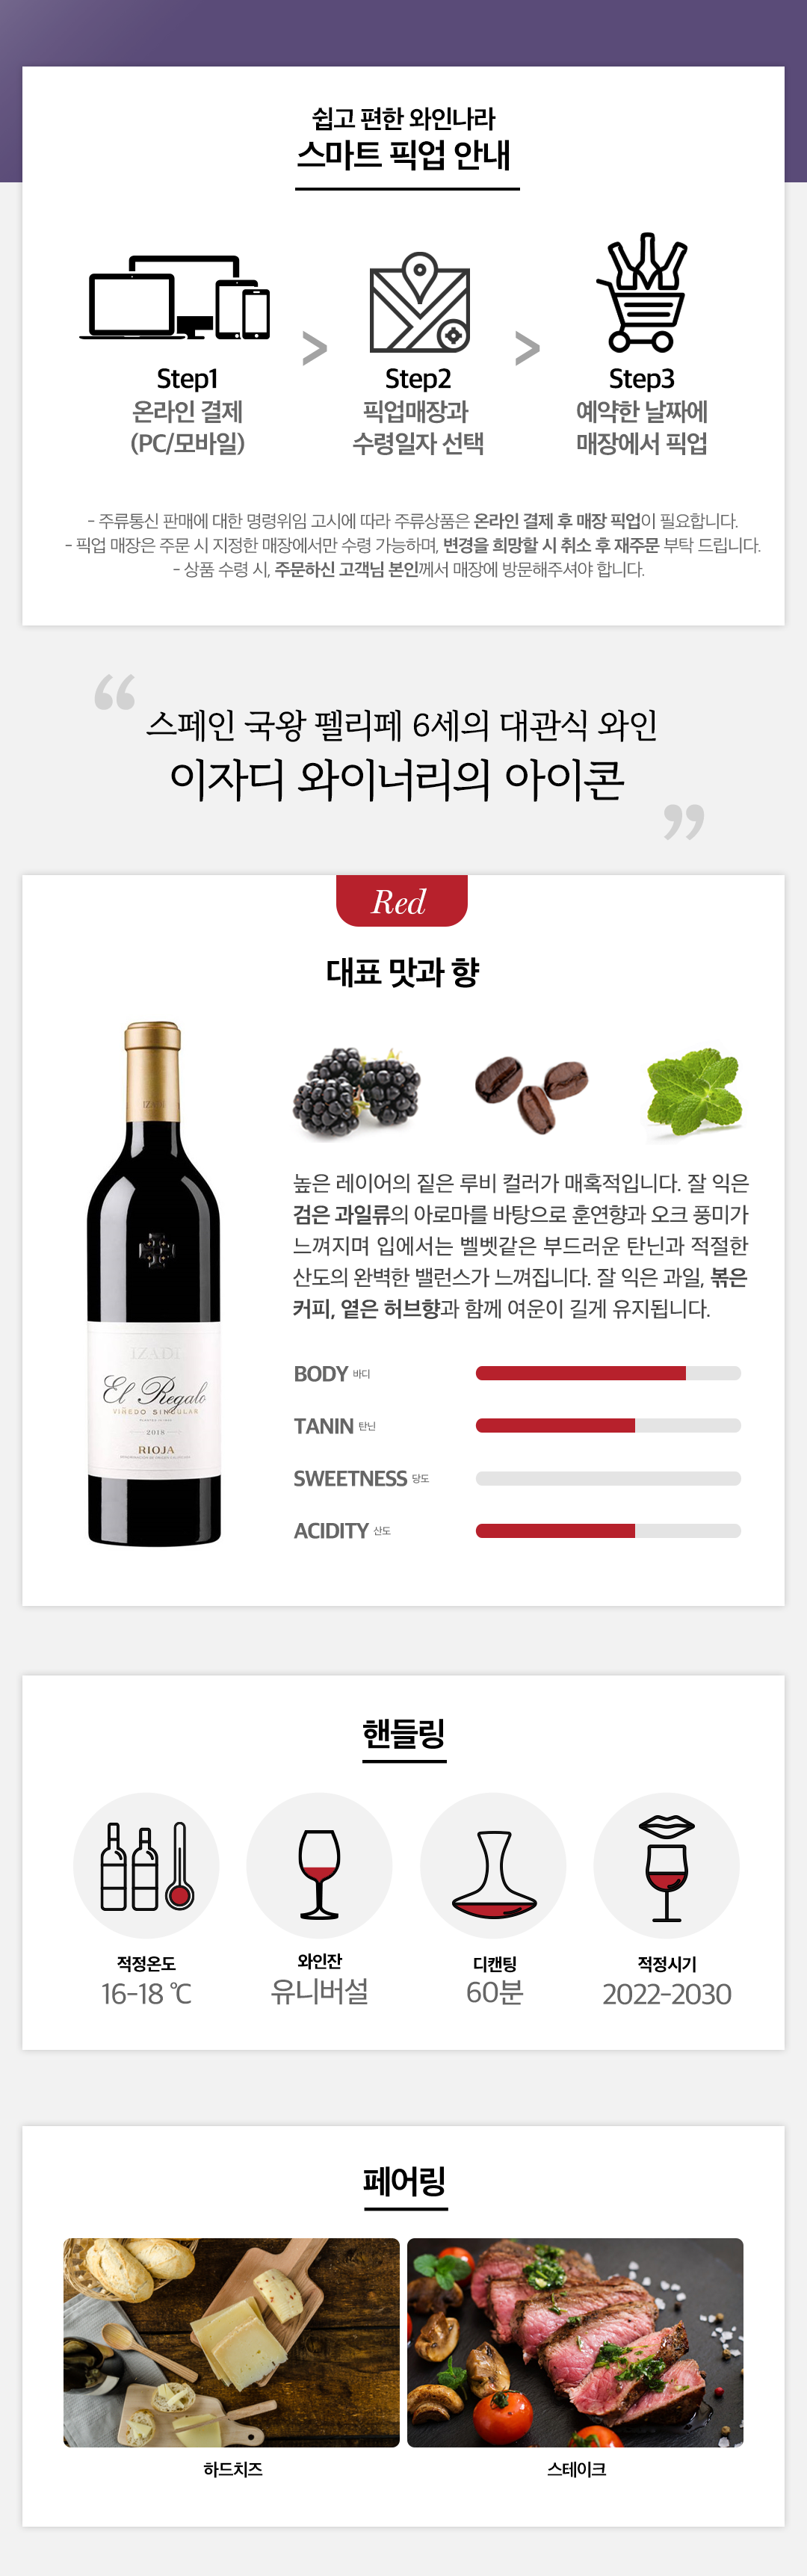 쉽고 편한 와인나라
스마트 픽업 안내
Step1
온라인 결제
(PC/모바일)
>
Step2
픽업매장과
수령일자 선택
>
Step3
예약한 날짜에
매장에서 픽업
- 주류통신 판매에 대한 명령위임 고시에 따라 주류상품은 온라인 결제 후 매장 픽업이 필요합니다.
- 픽업 매장은 주문 시 지정한 매장에서만 수령 가능하며, 변경을 희망할 시 취소 후 재주문 부탁 드립니다.
- 상품 수령 시, 주문하신 고객님 본인께서 매장에 방문해주셔야 합니다.
“ 스페인 국왕 펠리페 6세의 대관식 와인
이자디 와이너리의 아이콘 ”
Red
대표 맛과 향
IZADI
IZADI
El Regalo
VIÑEDO SINGULAR
2018
RIOJA
높은 레이어의 짙은 루비 컬러가 매혹적입니다. 잘 익은
검은 과일류의 아로마를 바탕으로 훈연향과 오크 풍미가
느껴지며 입에서는 벨벳같은 부드러운 탄닌과 적절한
산도의 완벽한 밸런스가 느껴집니다. 잘 익은 과일, 볶은
커피, 옅은 허브향과 함께 여운이 길게 유지됩니다.
BODY 바디
TANIN 탄닌
SWEETNESS 당도
ACIDITY 산도
핸들링
적정온도
16-18 ℃
와인잔
유니버설
디캔팅
60분
적정시기
2022-2030
페어링
하드치즈
스테이크